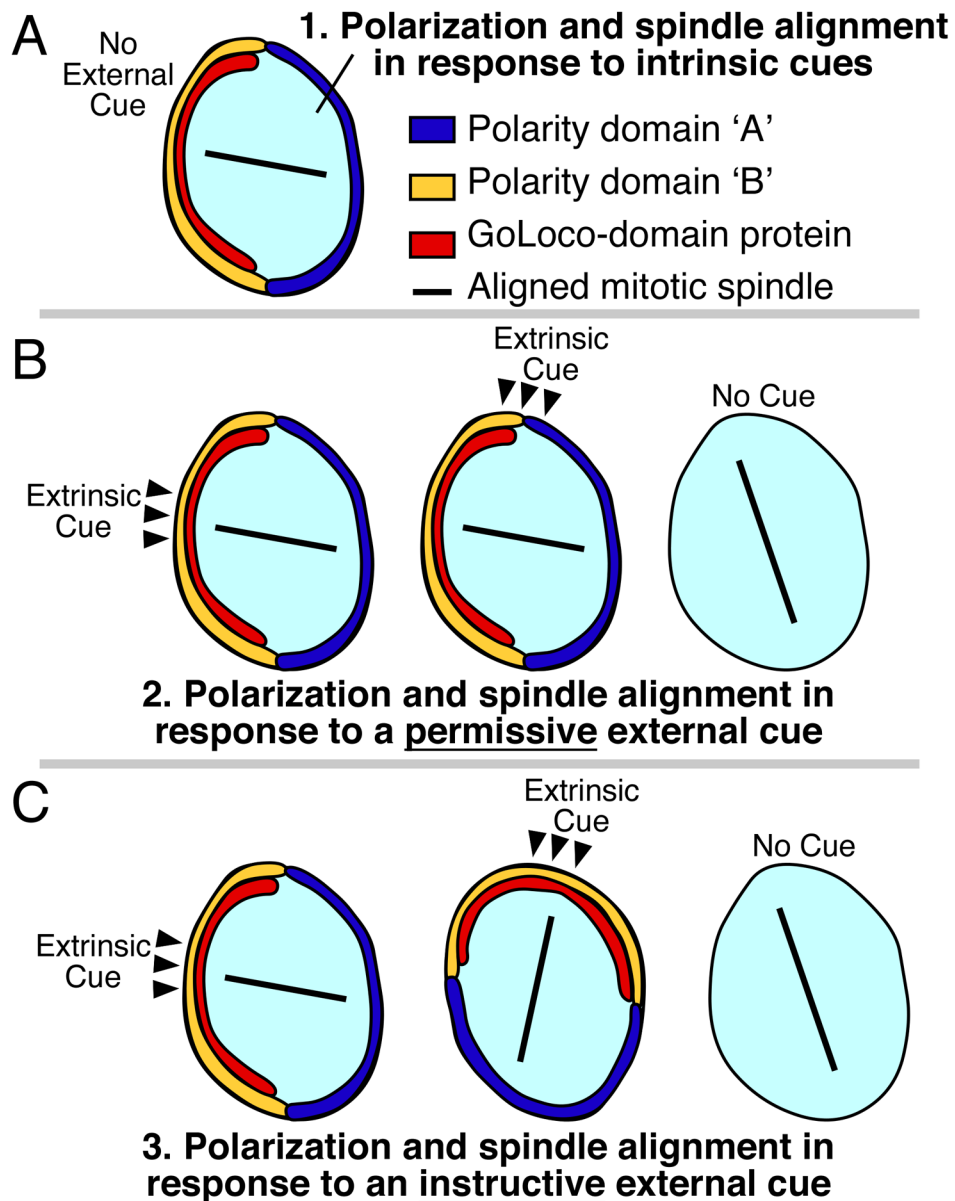 A
No
External
Cue
1. Polarization and spindle alignment
in response to intrinsic cues
Polarity domain ‘A’
Polarity domain ‘B’
GoLoco-domain protein
Aligned mitotic spindle
B
Extrinsic
Cue
Extrinsic
Cue
No Cue
2. Polarization and spindle alignment in
response to a permissive external cue
C
Extrinsic
Cue
Extrinsic
Cue
No Cue
3. Polarization and spindle alignment in
response to an instructive external cue